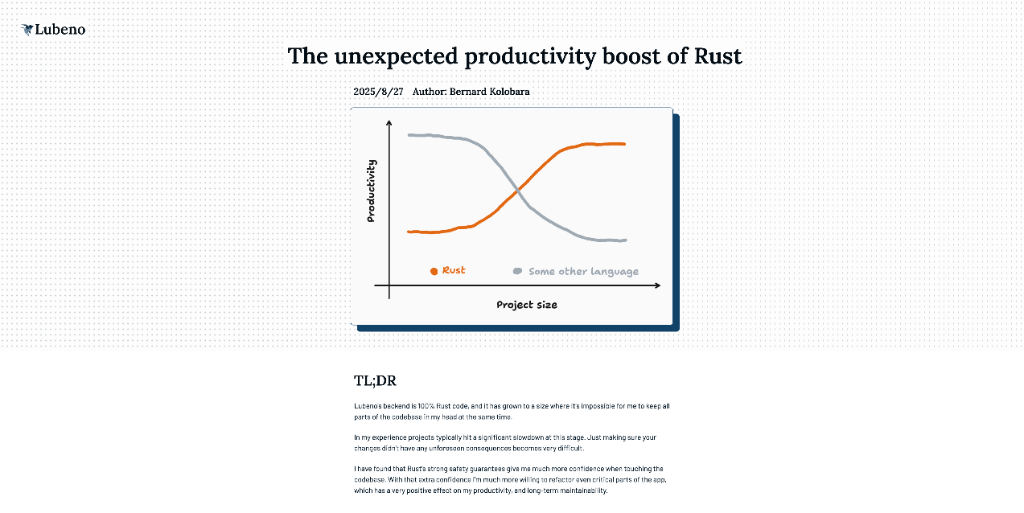 Lubeno
The unexpected productivity boost of Rust
2025/8/27 Author: Bernard Kolobara
Productivity
Rust
Some other language
Project size
TL;DR
Lubeno's backend is 100% Rust code, and it has grown to a size where it's impossible for me to keep all
parts of the codebase in my head at the same time.
In my experience projects typically hit a significant slowdown at this stage. Just making sure your
changes didn't have any unforeseen consequences becomes very difficult.
I have found that Rust's strong safety guarantees give me much more confidence when touching the
codebase. With that extra confidence I'm much more willing to refactor even critical parts of the app,
which has a very positive effect on my productivity, and long-term maintainability.